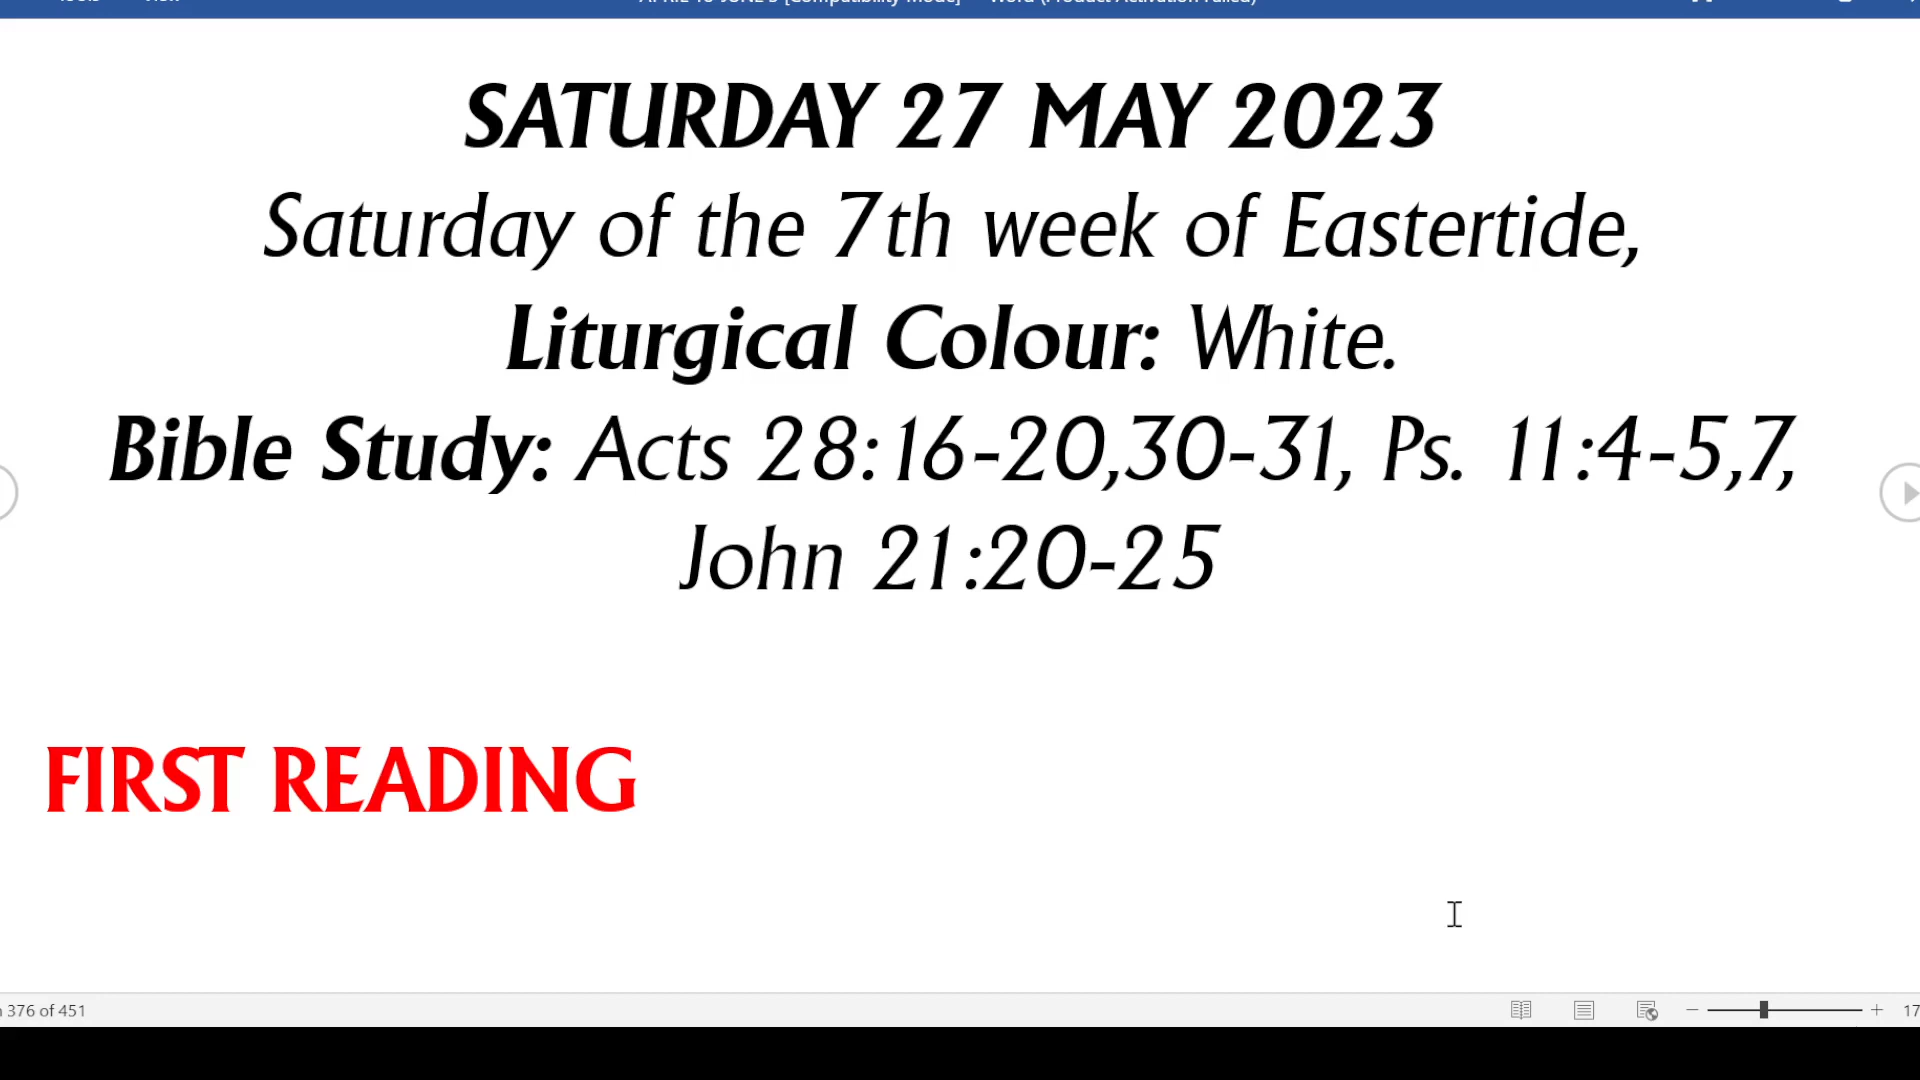 SATURDAY 27 MAY 2023
Saturday of the 7th week of Eastertide,
Liturgical Colour: White.
Bible Study: Acts 28:16-20,30-31, Ps. 11:4-5,7,
John 21:20-25
FIRST READING
376 of 451
17